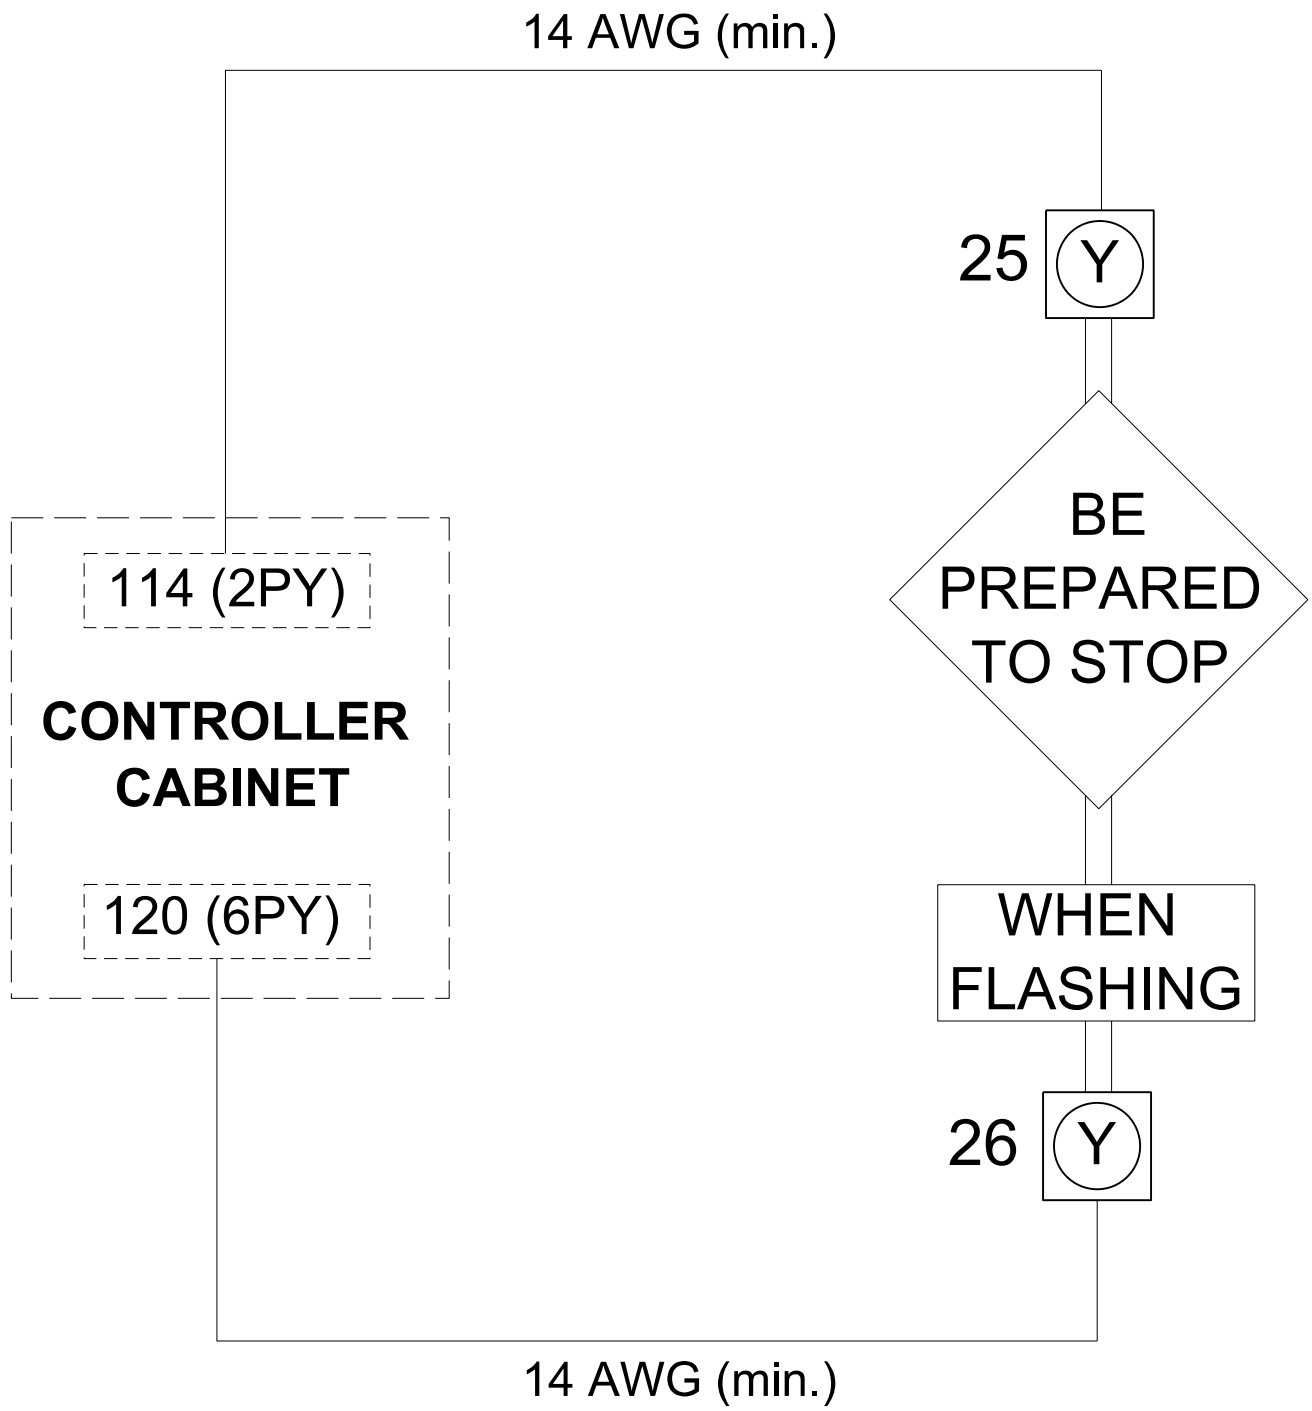 14 AWG (min.)
25
Y
BE
PREPARED
TO STOP
114 (2PY)
CONTROLLER
CABINET
120 (6PY)
WHEN
FLASHING
26
Y
14 AWG (min.)